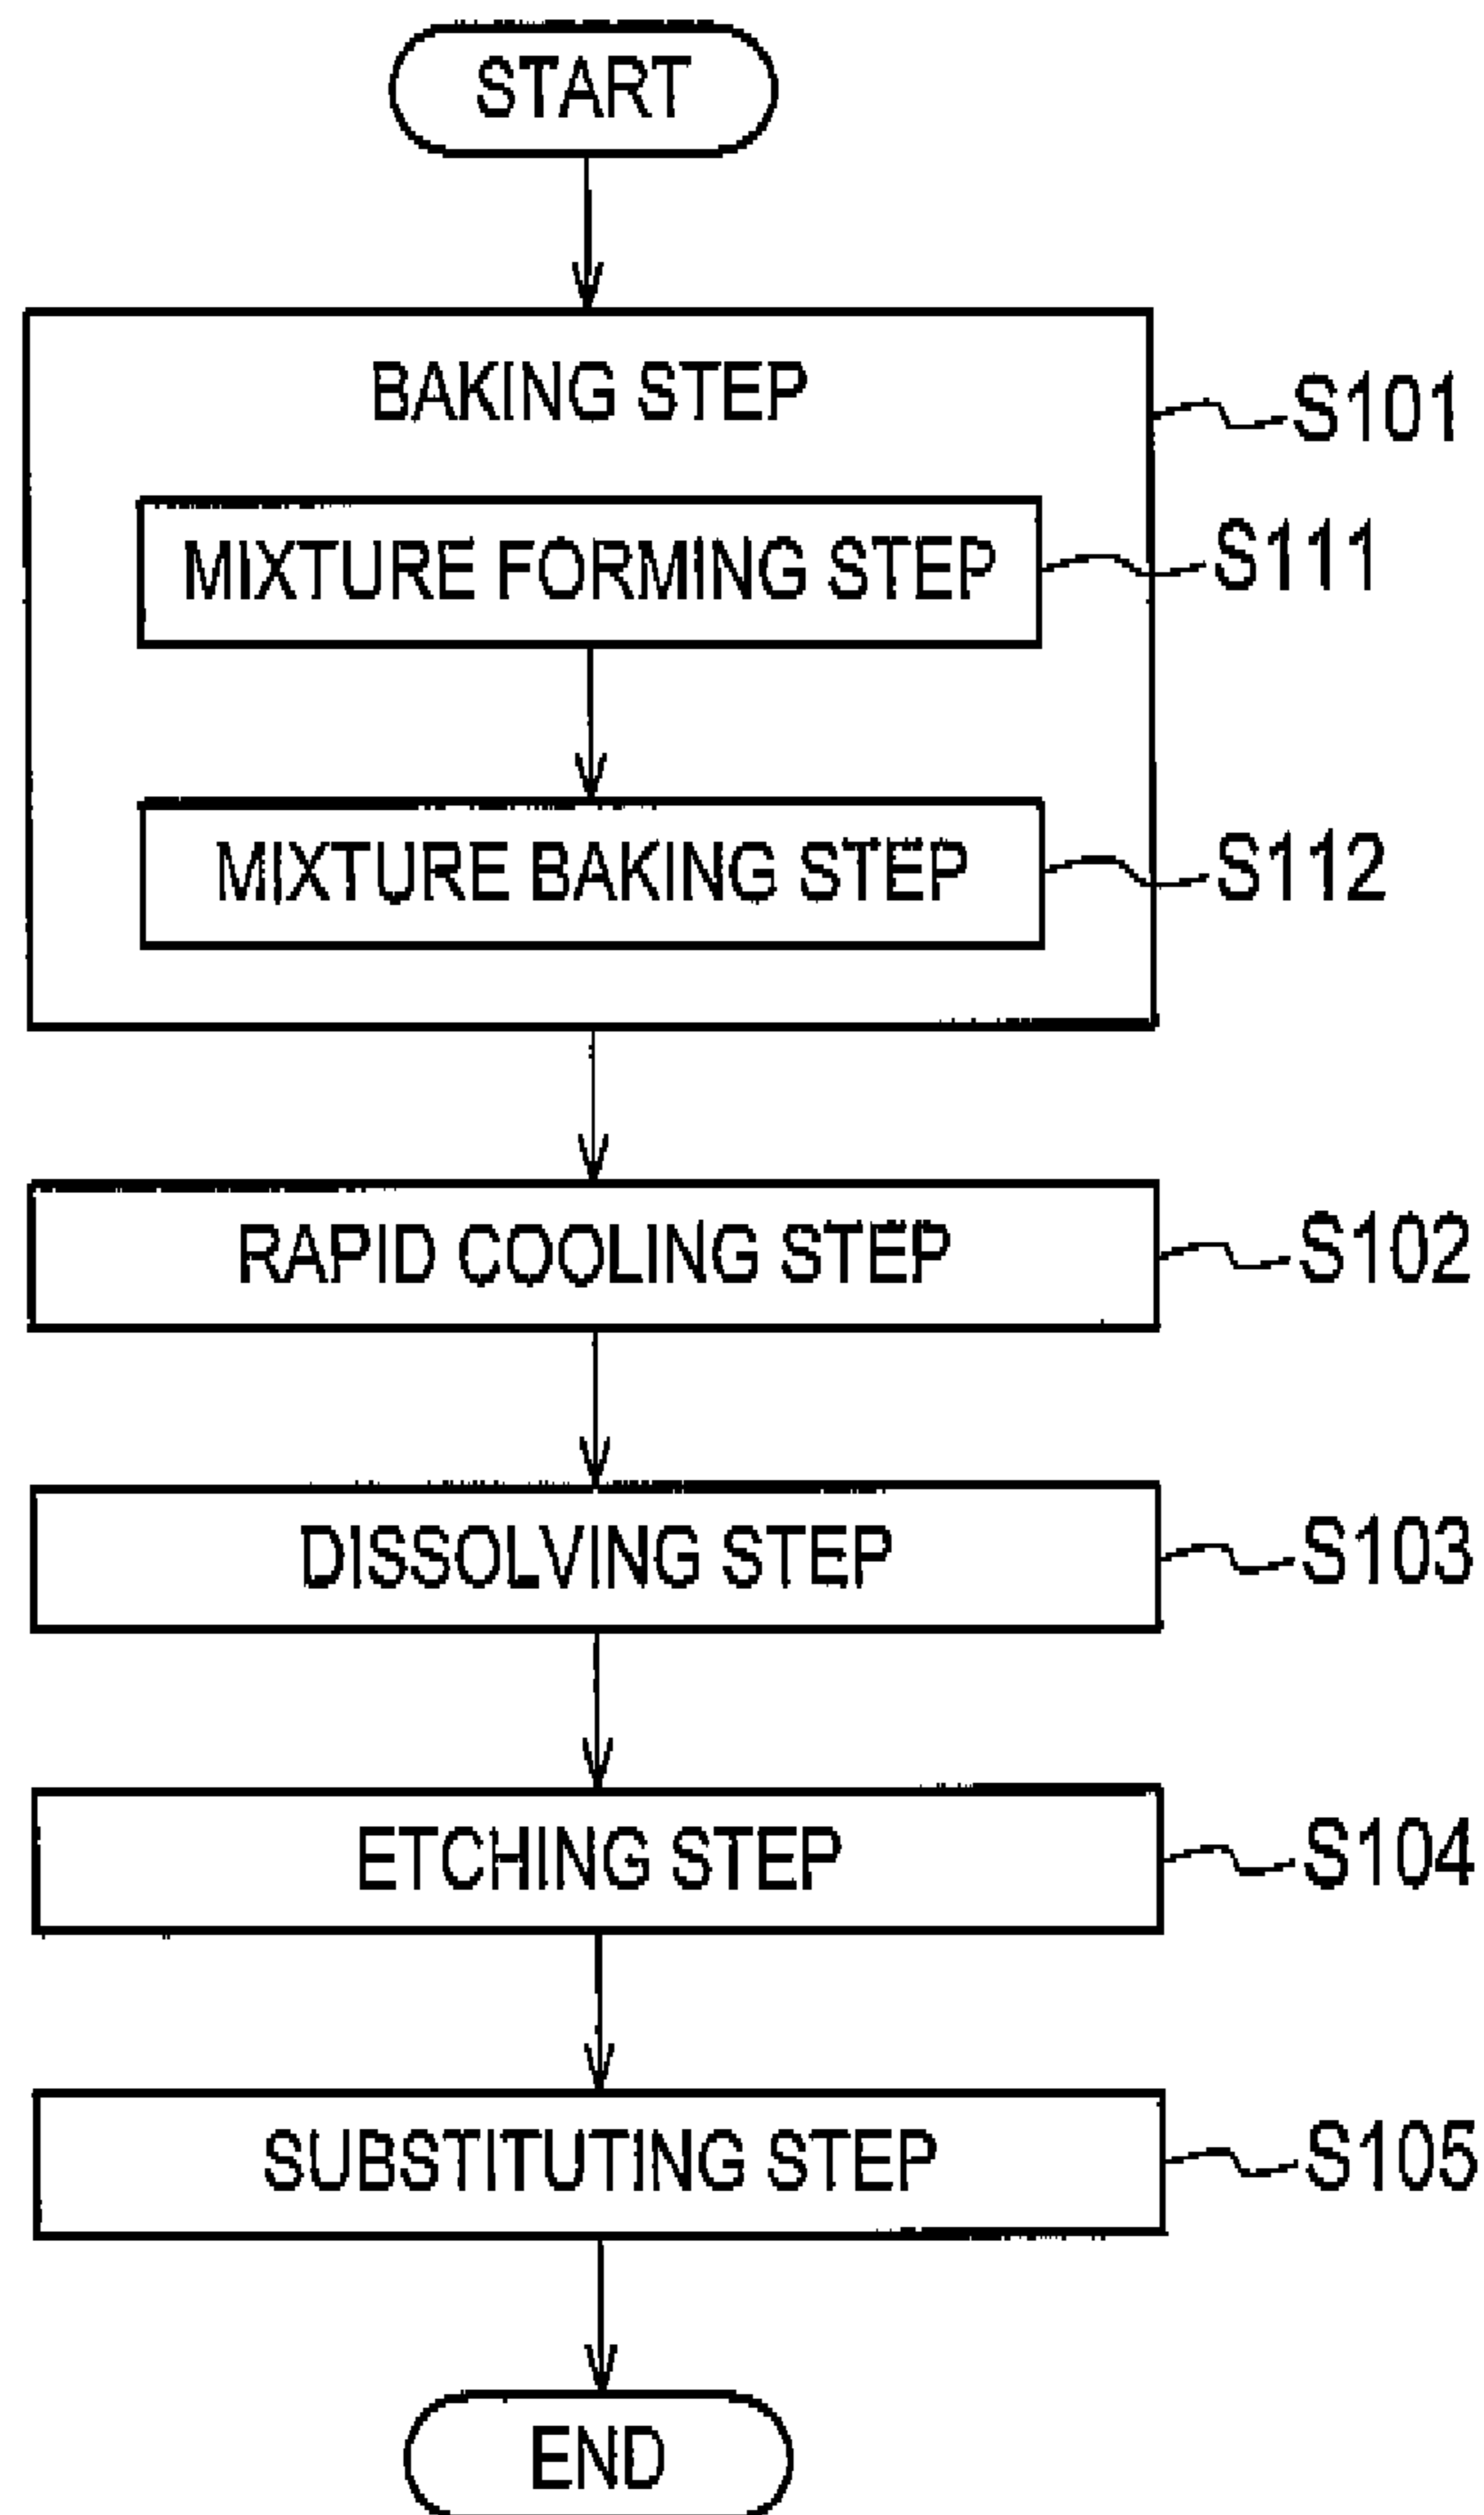 START
BAKING STEP
S101
MIXTURE FORMING STEP
S111
MIXTURE BAKING STEP
S112
RAPID COOLING STEP
S102
DISSOLVING STEP
S103
ETCHING STEP
S104
SUBSTITUTING STEP
S105
END